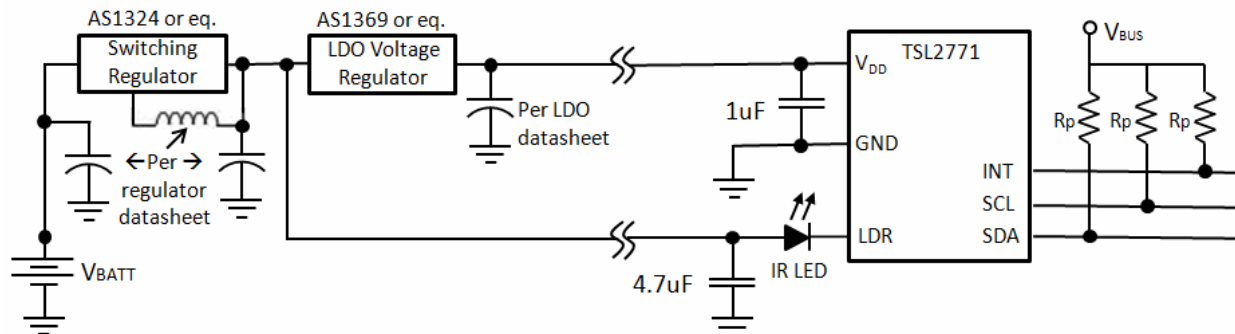 AS1324 or eq.
Switching
Regulator
AS1369 or eq.
LDO Voltage
Regulator
Per LDO
datasheet
←Per→
regulator
datasheet
VBATT
1uF
4.7uF
IR LED
TSL2771
VDD
GND
LDR
INT
SCL
SDA
VBUS
Rp
Rp
Rp